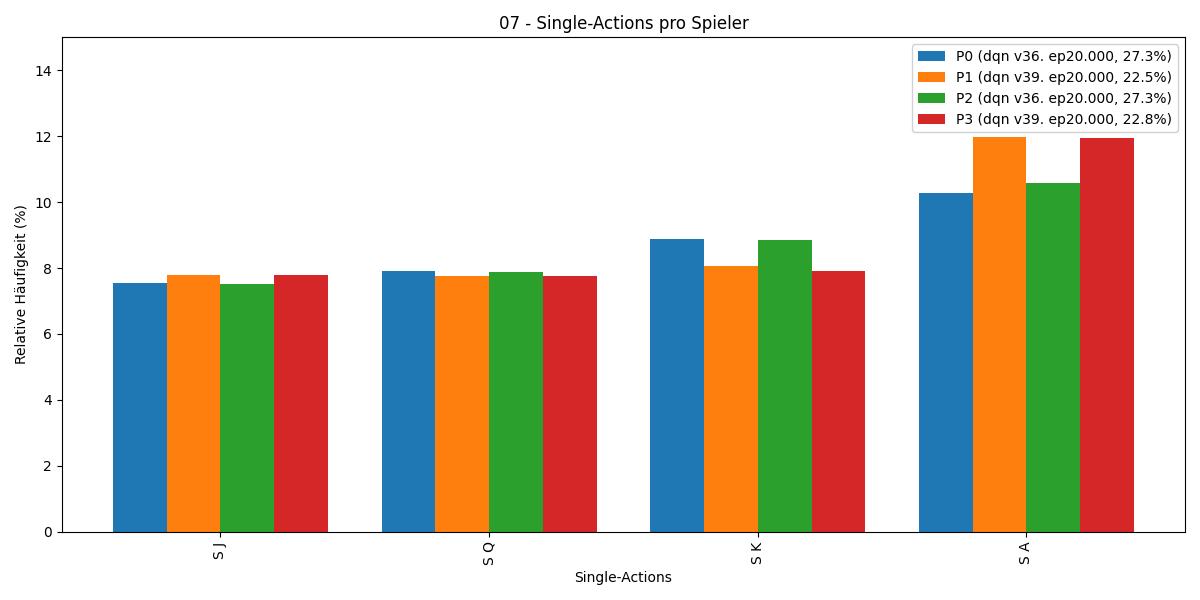 07 - Single-Actions pro Spieler
P0 (dqn v36. ep20.000, 27.3%)
P1 (dqn v39. ep20.000, 22.5%)
P2 (dqn v36. ep20.000, 27.3%)
P3 (dqn v39. ep20.000, 22.8%)
Relative Häufigkeit (%)
14
12
10
8
6
4
2
0
S J
S Q
S K
S A
Single-Actions